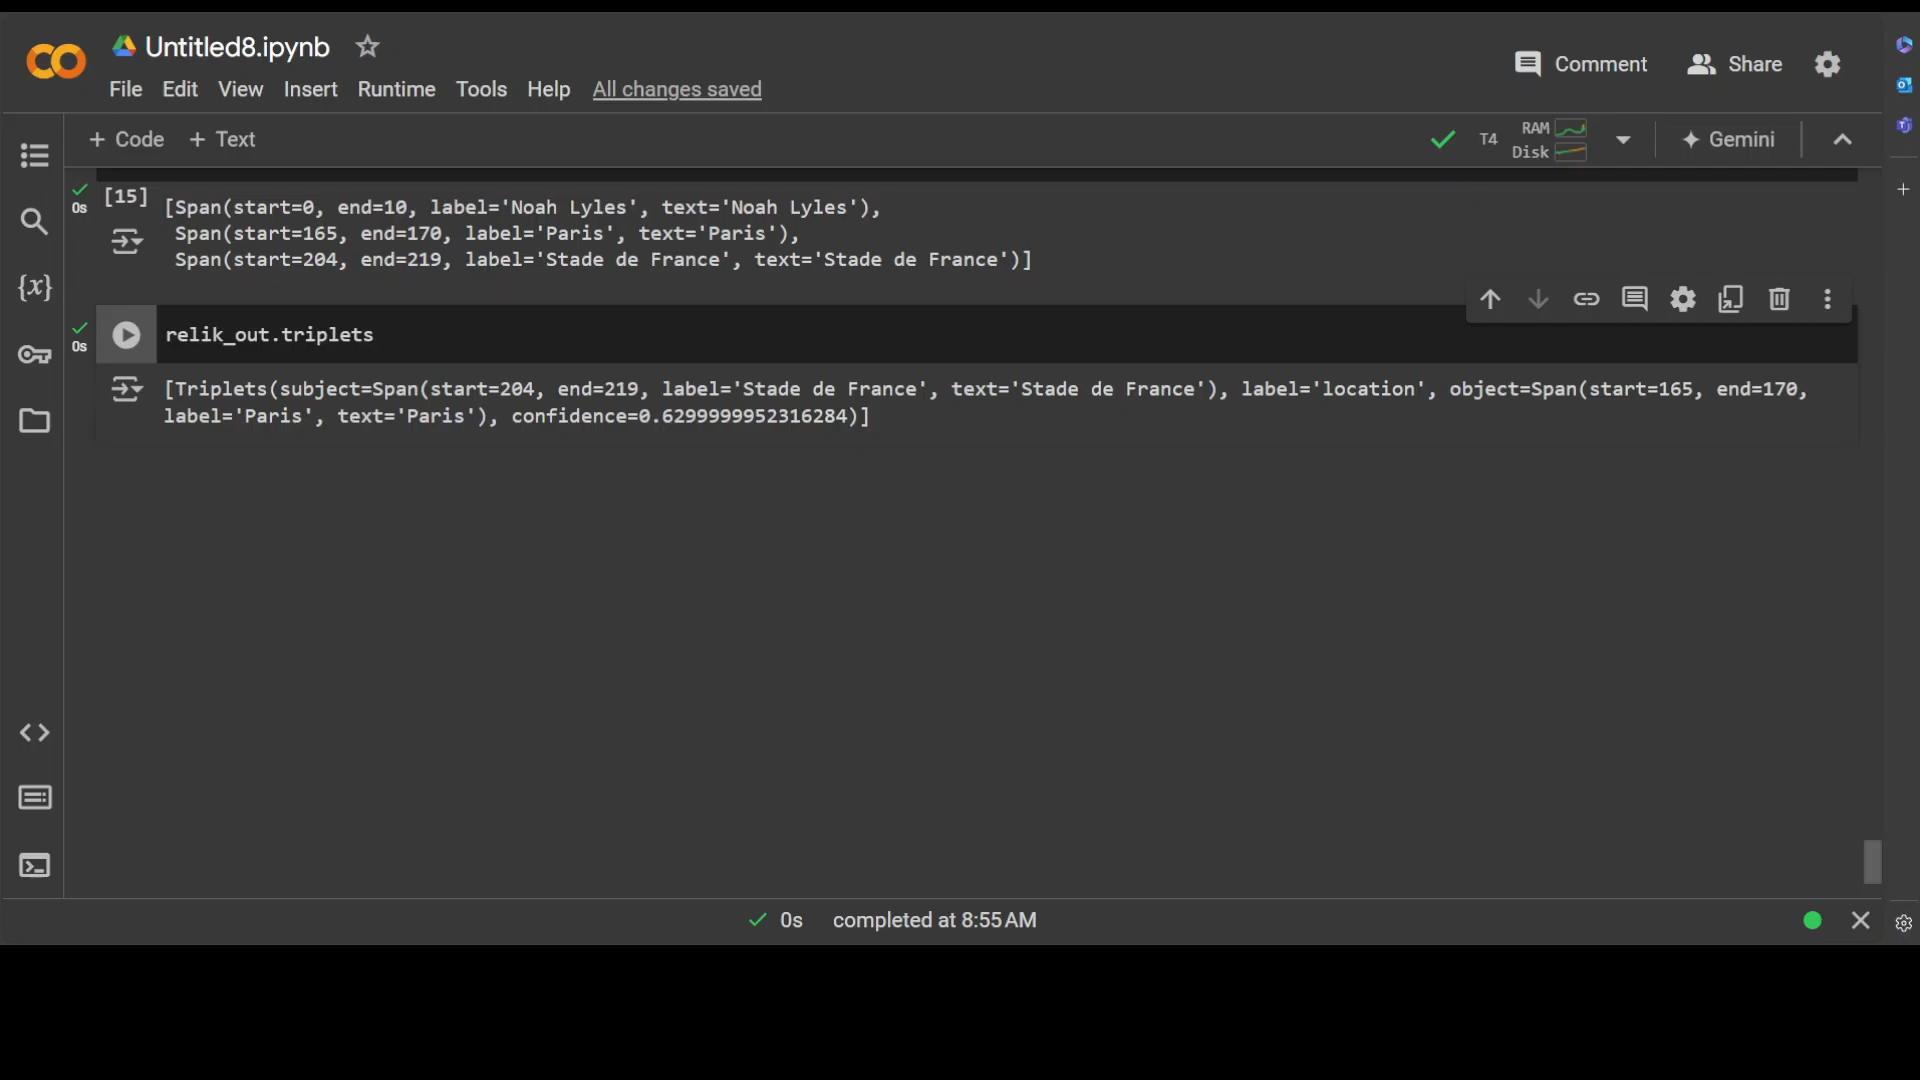 Untitled8.ipynb
File Edit View Insert Runtime Tools Help All changes saved
Comment Share
+ Code + Text
T4 RAM Disk Gemini
0s [15] [Span(start=0, end=10, label='Noah Lyles', text='Noah Lyles'),
Span(start=165, end=170, label='Paris', text='Paris'),
Span(start=204, end=219, label='Stade de France', text='Stade de France')]
0s relik_out.triplets
[Triplets(subject=Span(start=204, end=219, label='Stade de France', text='Stade de France'), label='location', object=Span(start=165, end=170,
label='Paris', text='Paris'), confidence=0.6299999952316284)]
0s completed at 8:55 AM